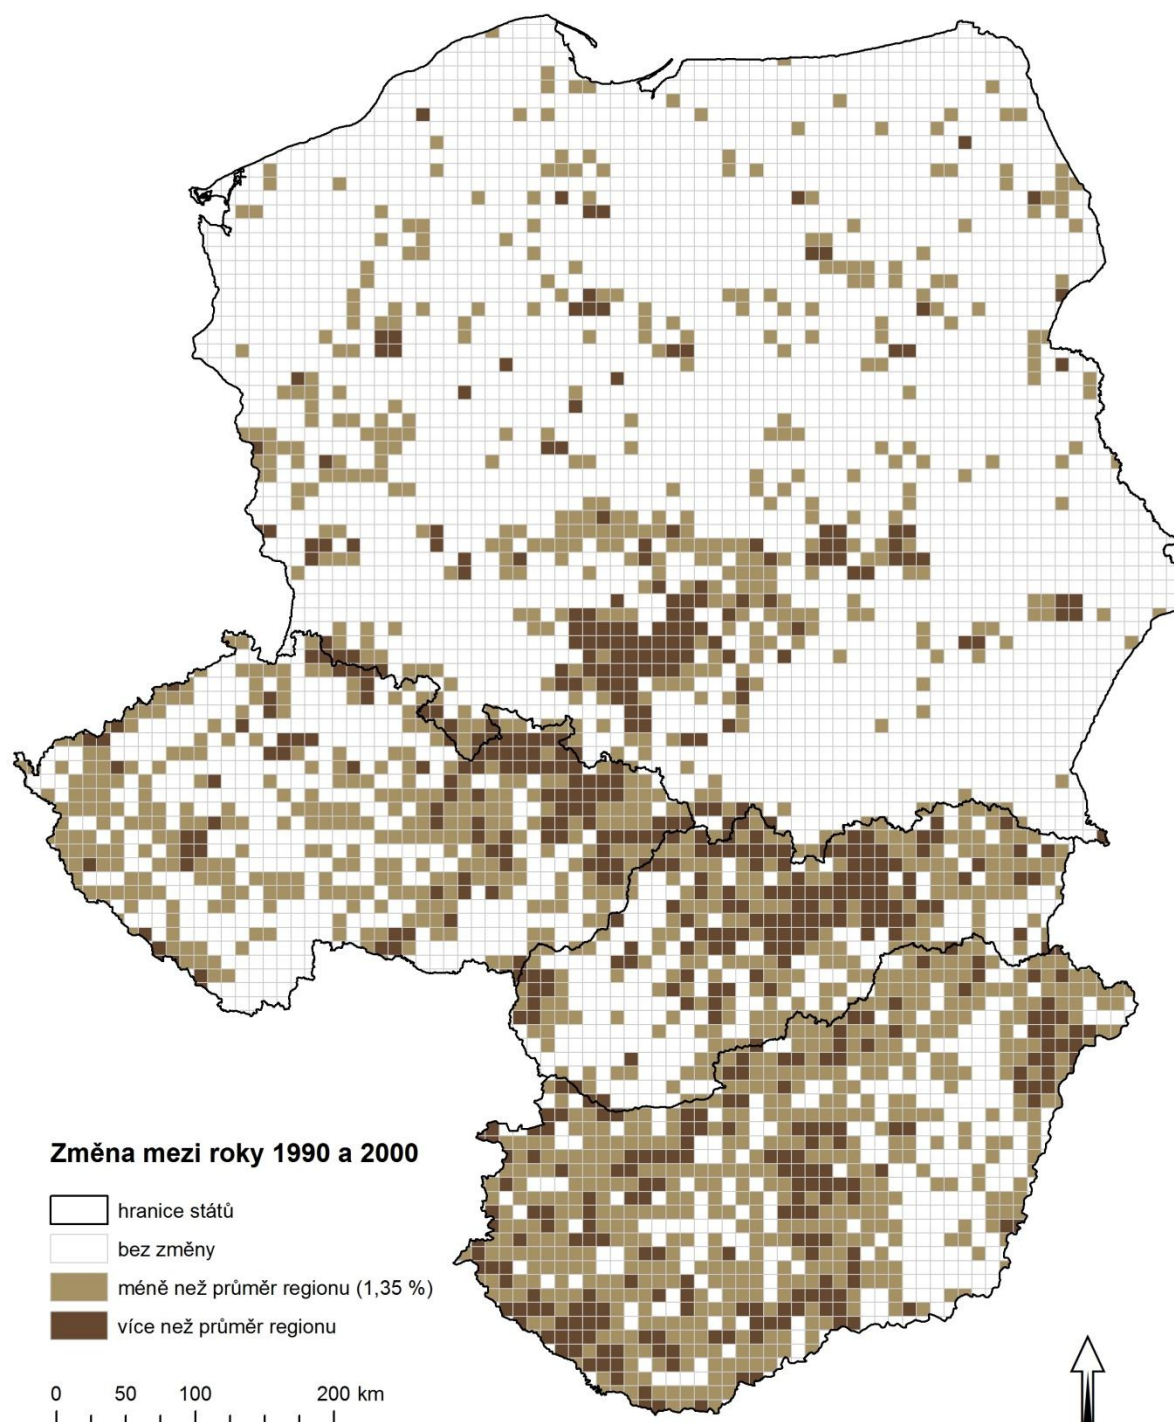 Změna mezi roky 1990 a 2000
hranice států
bez změny
méně než průměr regionu (1,35 %)
více než průměr regionu
0 50 100 200 km